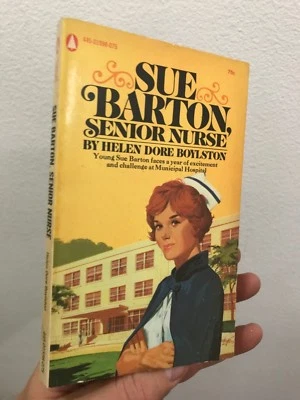 75¢
SUE
BARTON,
SENIOR NURSE
BY HELEN DORE BOYLSTON
Young Sue Barton faces a year of excitement
and challenge at Municipal Hospital
SUE BARTON, SENIOR NURSE